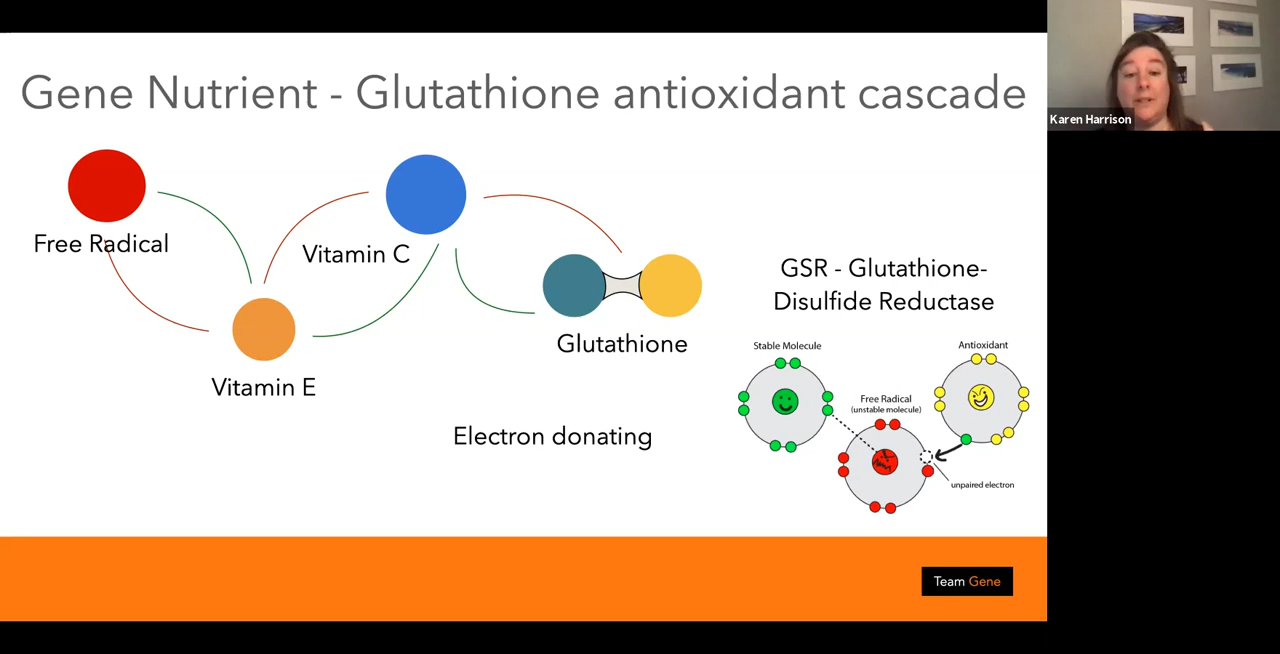 Gene Nutrient - Glutathione antioxidant cascade
Karen Harrison
Free Radical
Vitamin C
Vitamin E
Glutathione
Electron donating
GSR - Glutathione-
Disulfide Reductase
Stable Molecule
Antioxidant
Free Radical
(unstable molecule)
unpaired electron
Team Gene